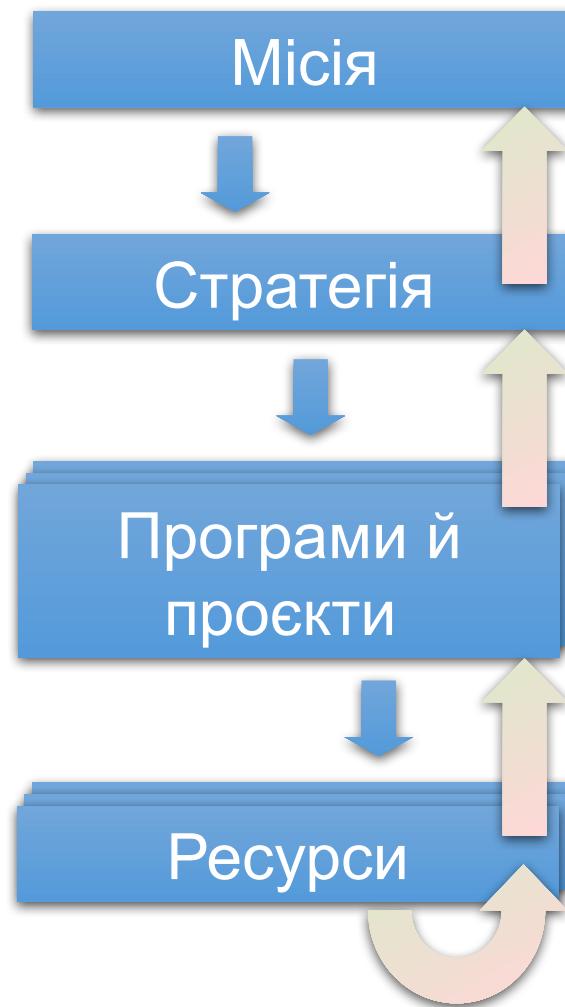 Місія
Стратегія
Програми й
проєкти
Ресурси